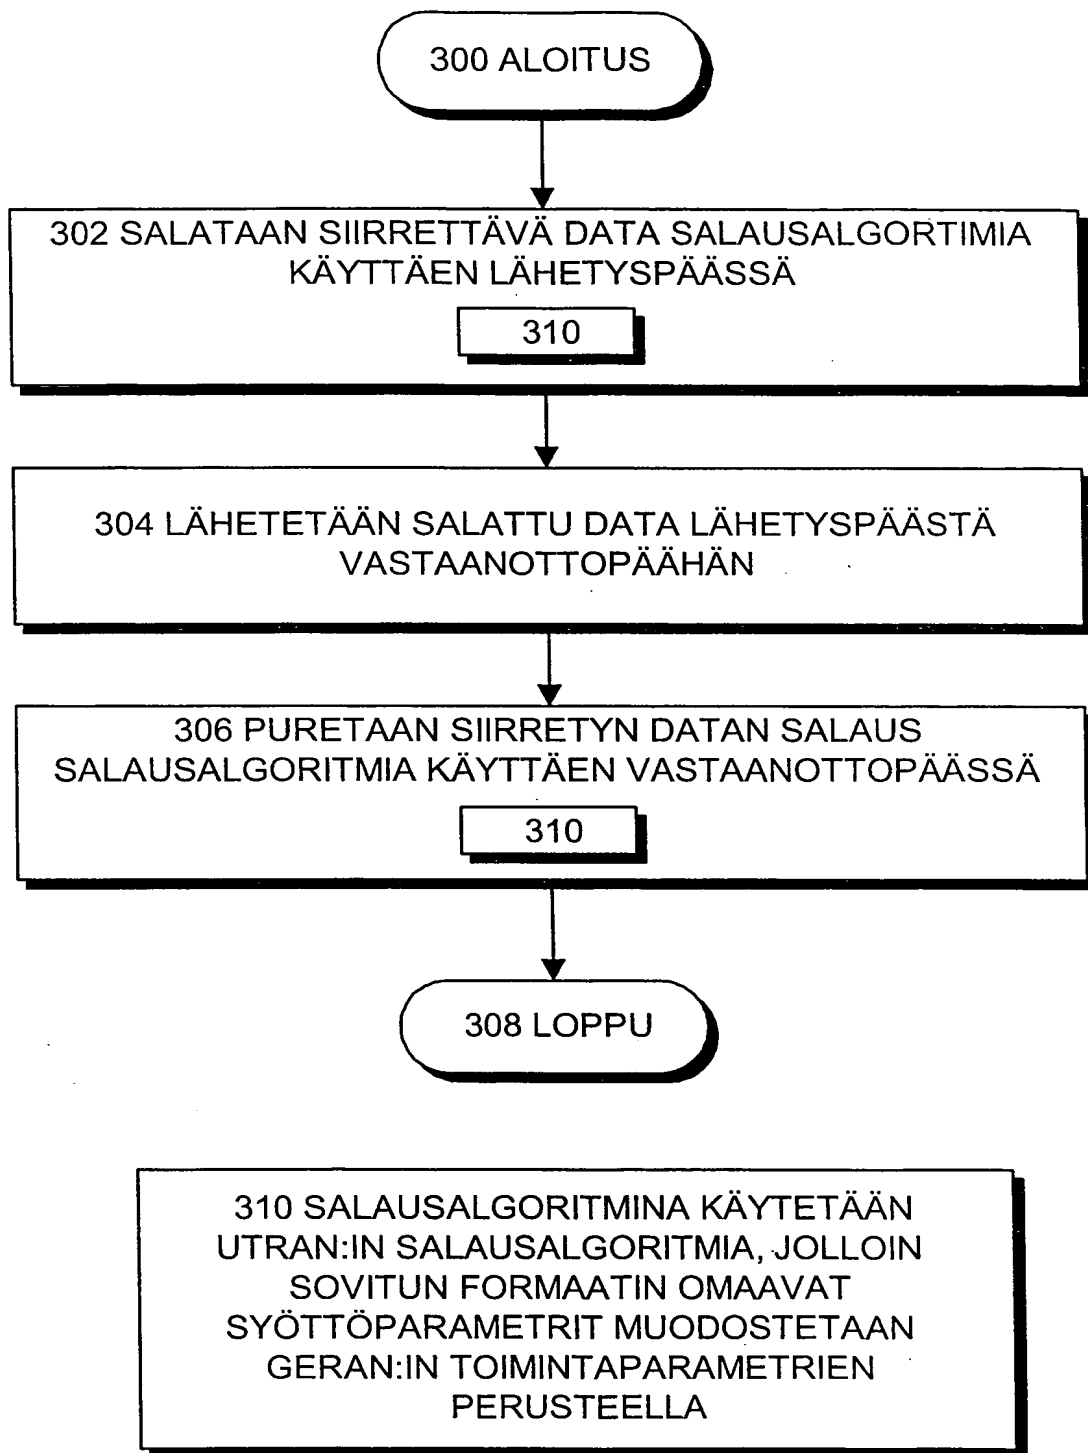 300 ALOITUS
302 SALATAAN SIIRRETTÄVÄ DATA SALAUSALGORTIMIA
KÄYTTÄEN LÄHETYSPÄÄSSÄ
310
304 LÄHETETÄÄN SALATTU DATA LÄHETYSPÄÄSTÄ
VASTAANOTTOPÄÄHÄN
306 PURETAAN SIIRRETYN DATAN SALAUS
SALAUSALGORITMIA KÄYTTÄEN VASTAANOTTOPÄÄSSÄ
310
308 LOPPU
310 SALAUSALGORITMINA KÄYTETÄÄN
UTRAN:IN SALAUSALGORITMIA, JOLLOIN
SOVITUN FORMAATIN OMAAVAT
SYÖTTÖPARAMETRIT MUODOSTETAAN
GERAN:IN TOIMINTAPARAMETRIEN
PERUSTEELLA